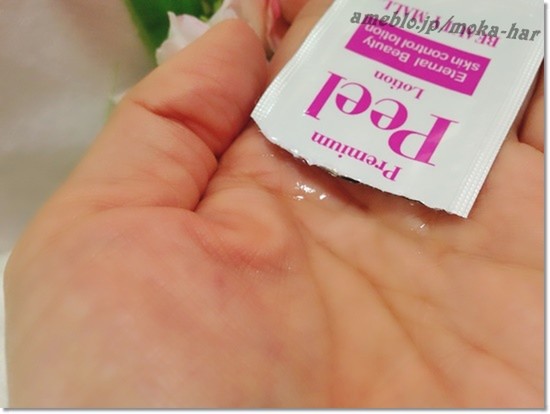 ameblo.jp/moka-har
Premium
Peel
Lotion
Eternal Beauty
skin control lotion